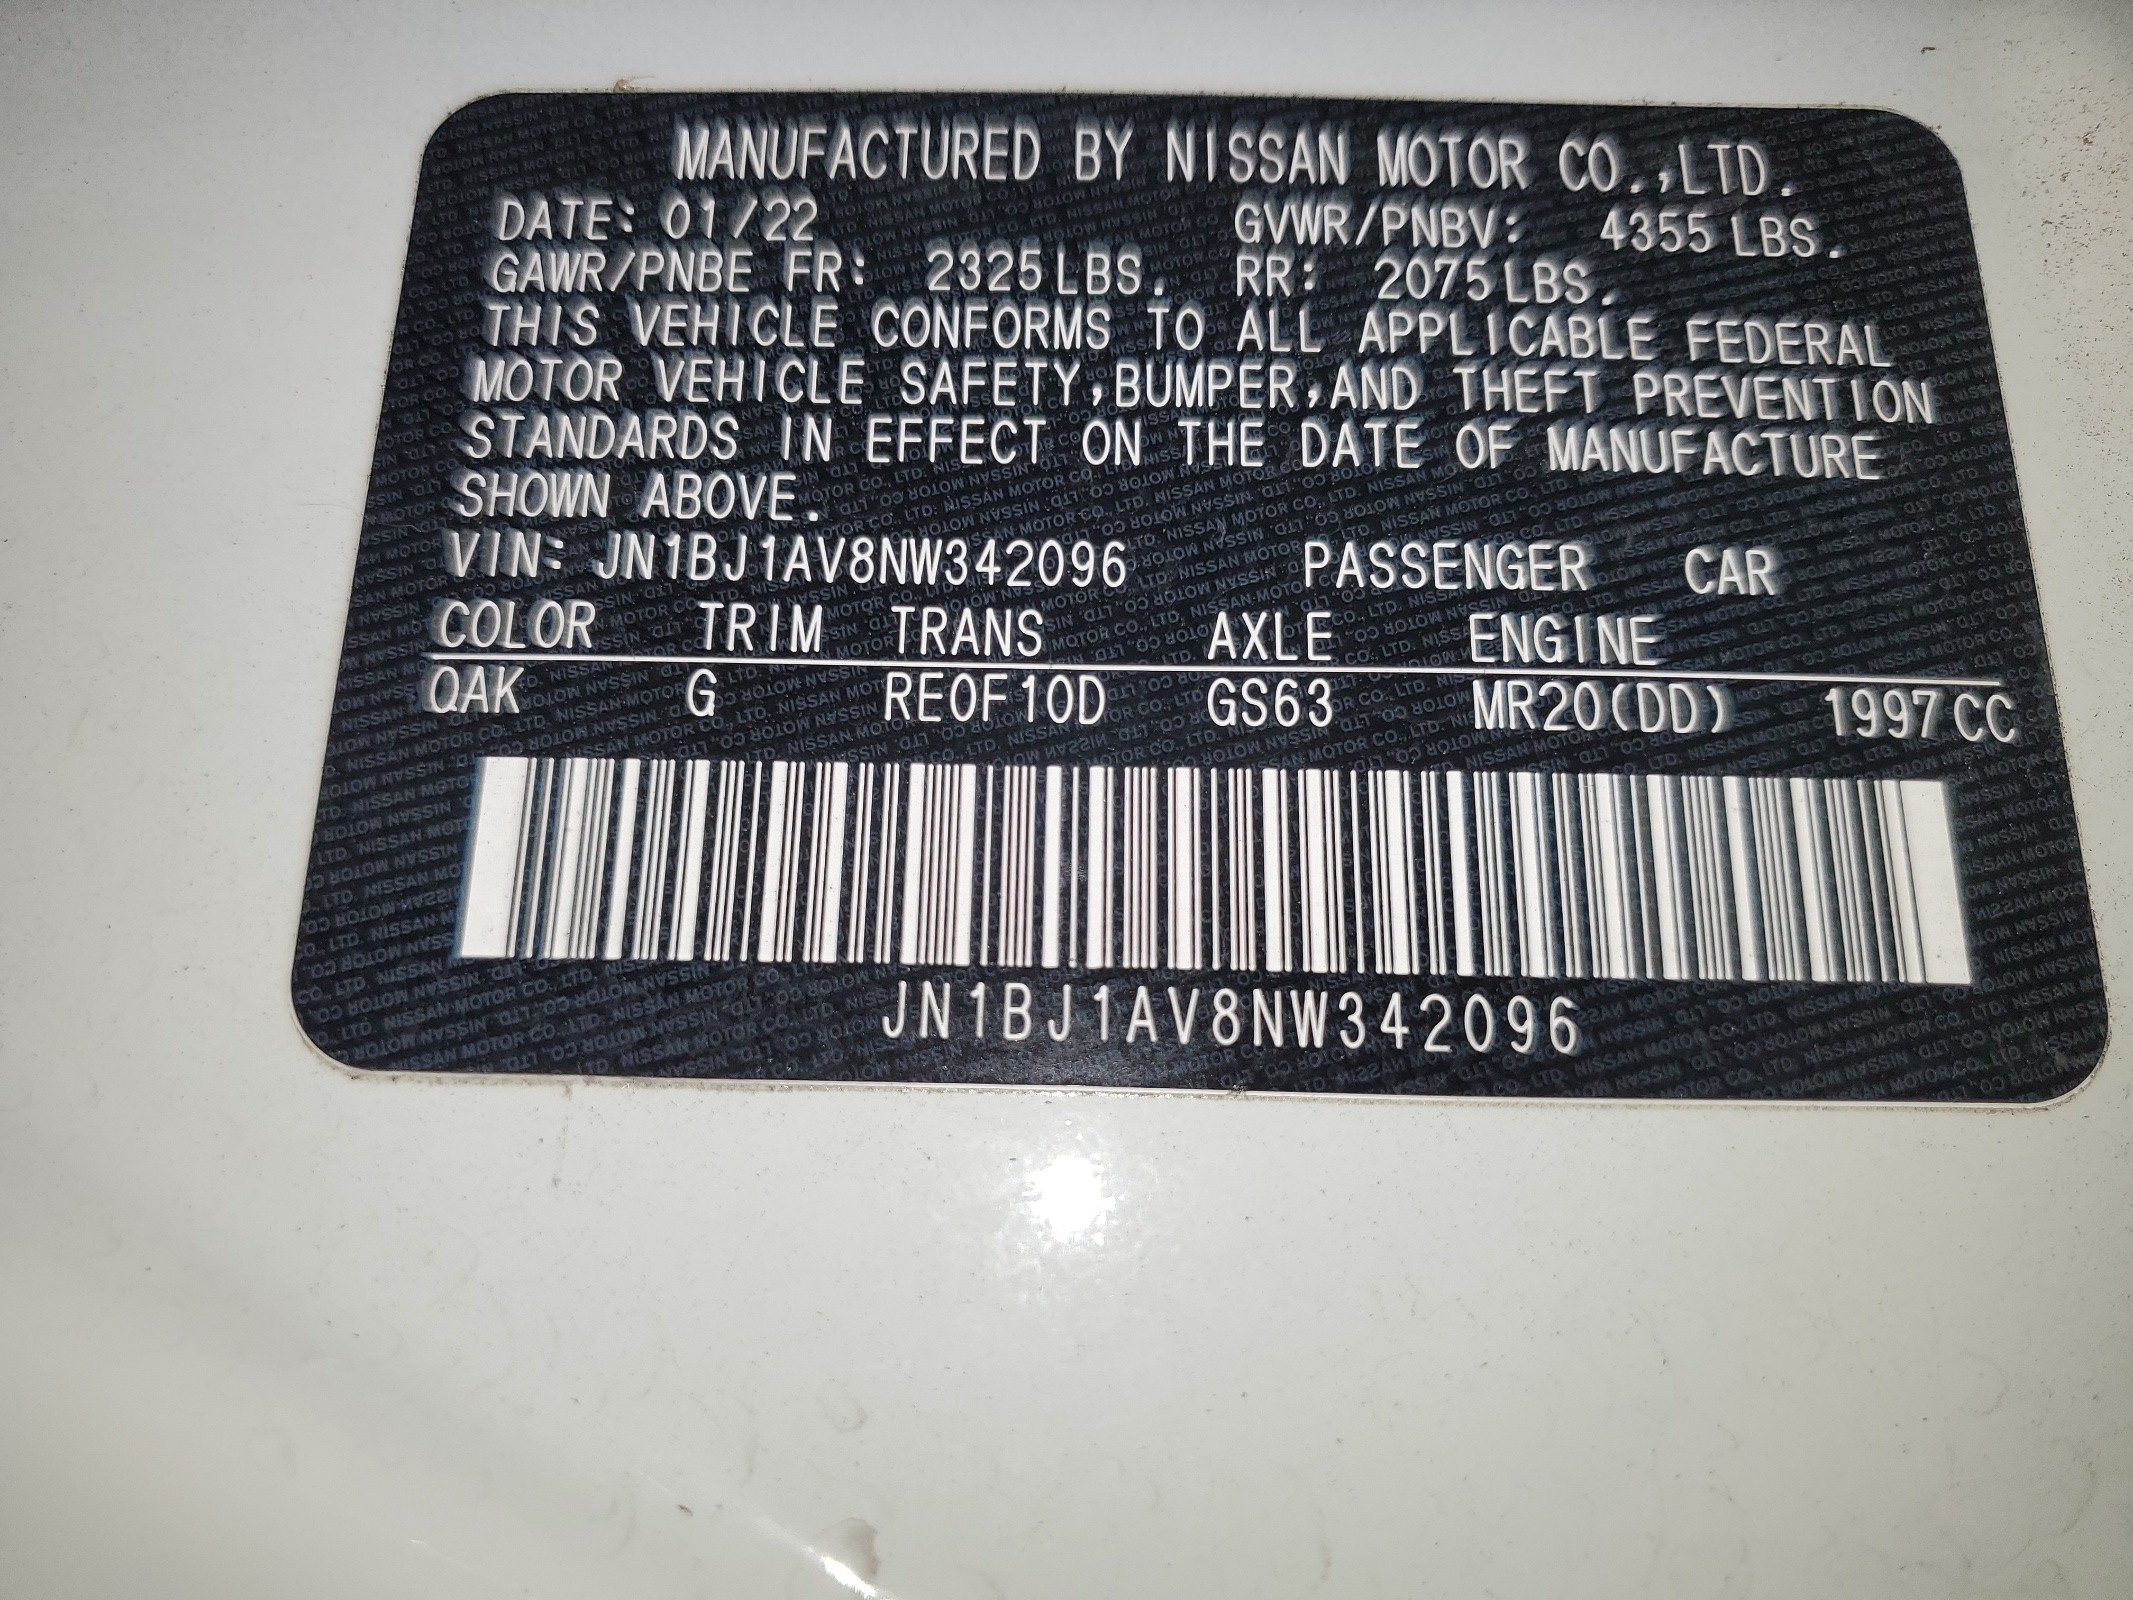 MANUFACTURED BY NISSAN MOTOR CO.,LTD.
DATE: 01/22 GVWR/PNBV: 4355 LBS.
GAWR/PNBE FR: 2325 LBS. RR: 2075 LBS.
THIS VEHICLE CONFORMS TO ALL APPLICABLE FEDERAL
MOTOR VEHICLE SAFETY,BUMPER,AND THEFT PREVENTION
STANDARDS IN EFFECT ON THE DATE OF MANUFACTURE
SHOWN ABOVE.
VIN: JN1BJ1AV8NW342096 PASSENGER CAR
COLOR TRIM TRANS AXLE ENGINE
QAK G RE0F10D GS63 MR20(DD) 1997 CC
JN1BJ1AV8NW342096